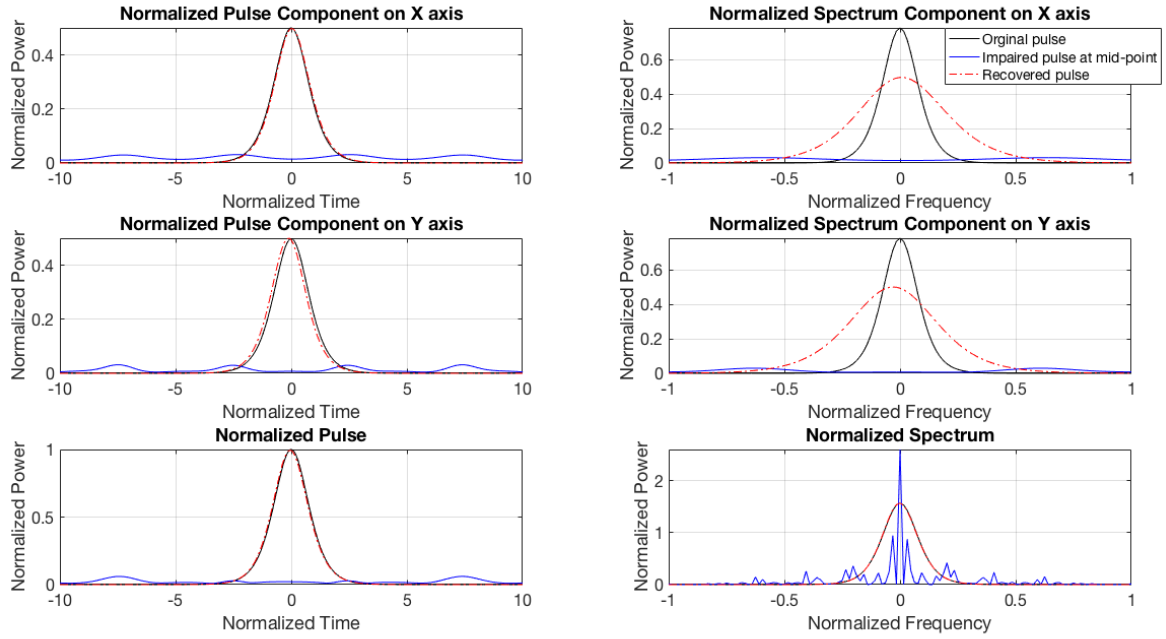 Normalized Pulse Component on X axis
Normalized Power
0.4
0.2
0
-10
-5
0
5
10
Normalized Time
Normalized Spectrum Component on X axis
Normalized Power
0.6
0.4
0.2
0
-1
-0.5
0
0.5
1
Normalized Frequency
Orginal pulse
Impaired pulse at mid-point
Recovered pulse
Normalized Pulse Component on Y axis
Normalized Power
0.4
0.2
0
-10
-5
0
5
10
Normalized Time
Normalized Spectrum Component on Y axis
Normalized Power
0.6
0.4
0.2
0
-1
-0.5
0
0.5
1
Normalized Frequency
Normalized Pulse
Normalized Power
1
0.5
0
-10
-5
0
5
10
Normalized Time
Normalized Spectrum
Normalized Power
2
1
0
-1
-0.5
0
0.5
1
Normalized Frequency